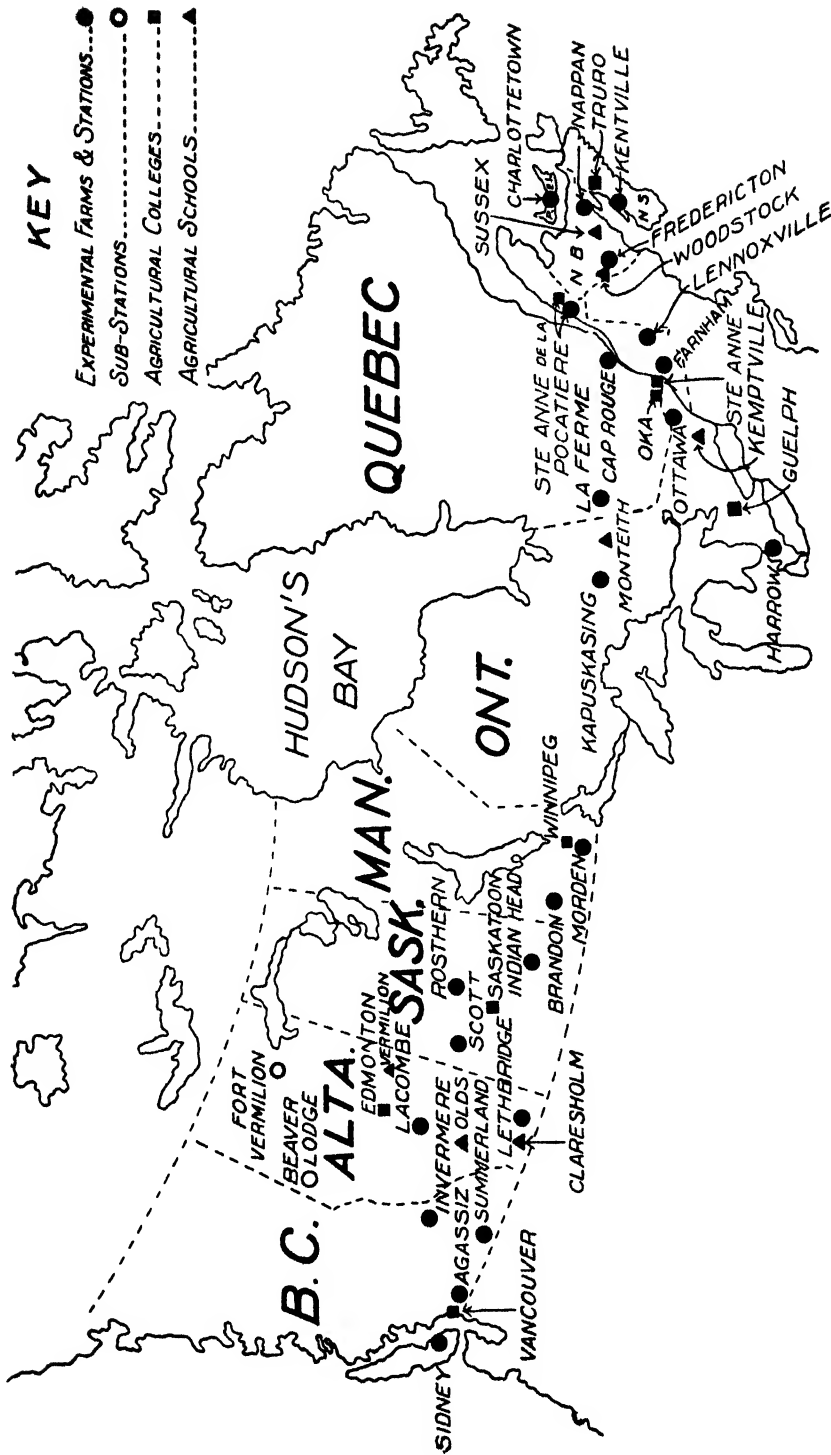 KEY
EXPERIMENTAL FARMS & STATIONS...
SUB-STATIONS
AGRICULTURAL COLLEGES
AGRICULTURAL SCHOOLS
HUDSON'S
BAY
QUEBEC
B.C.
ALTA.
SASK.
MAN.
ONT.
N B
N S
P.E.I.
FORT
VERMILION
BEAVER
LODGE
EDMONTON
VERMILION
LACOMBE
INVERMERE
OLDS
AGASSIZ
SUMMERLAND
LETHBRIDGE
CLARESHOLM
VANCOUVER
SIDNEY
ROSTHERN
SCOTT
SASKATOON
INDIAN HEAD
BRANDON
MORDEN
WINNIPEG
KAPUSKASING
MONTEITH
LA FERME
CAP ROUGE
STE ANNE DE LA
POCATIERE
OKA
OTTAWA
FARNHAM
STE ANNE
KEMPTVILLE
GUELPH
HARROW
SUSSEX
CHARLOTTETOWN
NAPPAN
TRURO
KENTVILLE
FREDERICTON
WOODSTOCK
LENNOXVILLE